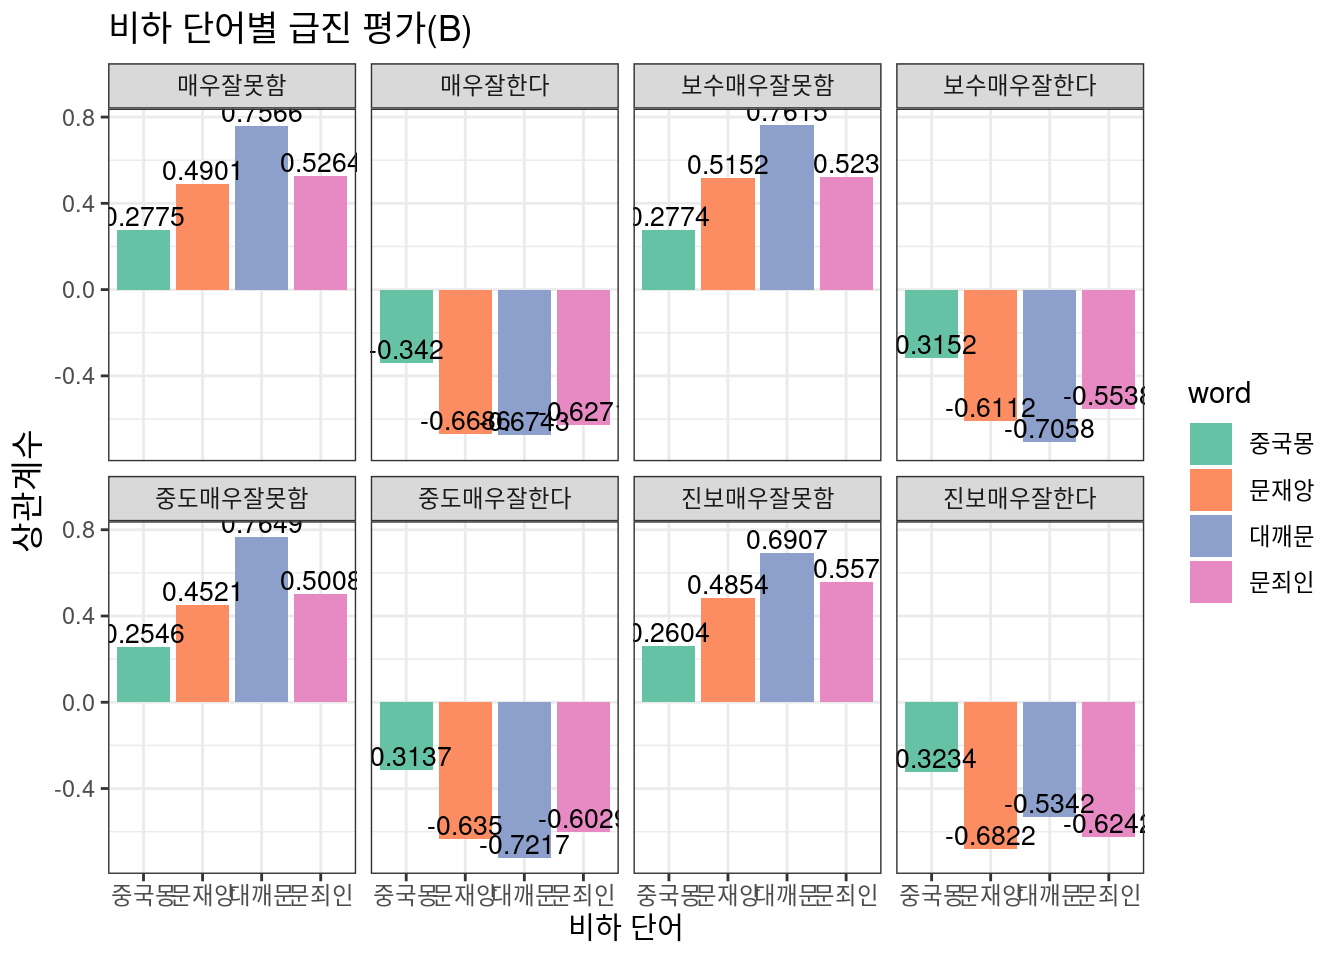 비하 단어별 급진 평가(B)
매우잘못함 매우잘한다 보수매우잘못함 보수매우잘한다
0.8
0.4
0.0
-0.4
0.2775 0.4901 0.7566 0.5264
-0.342 -0.6686 -0.6743 -0.6271
0.2774 0.5152 0.7615 0.523
0.3152 -0.6112 -0.7058 -0.5538
중도매우잘못함 중도매우잘한다 진보매우잘못함 진보매우잘한다
0.8
0.4
0.0
-0.4
0.2546 0.4521 0.7649 0.5008
0.3137 -0.635 -0.7217 -0.6029
0.2604 0.4854 0.6907 0.557
0.3234 -0.6822 -0.5342 -0.6242
중국몽 문재앙 대깨문 문죄인 중국몽 문재앙 대깨문 문죄인 중국몽 문재앙 대깨문 문죄인 중국몽 문재앙 대깨문 문죄인
비하 단어
상관계수
word
중국몽
문재앙
대깨문
문죄인